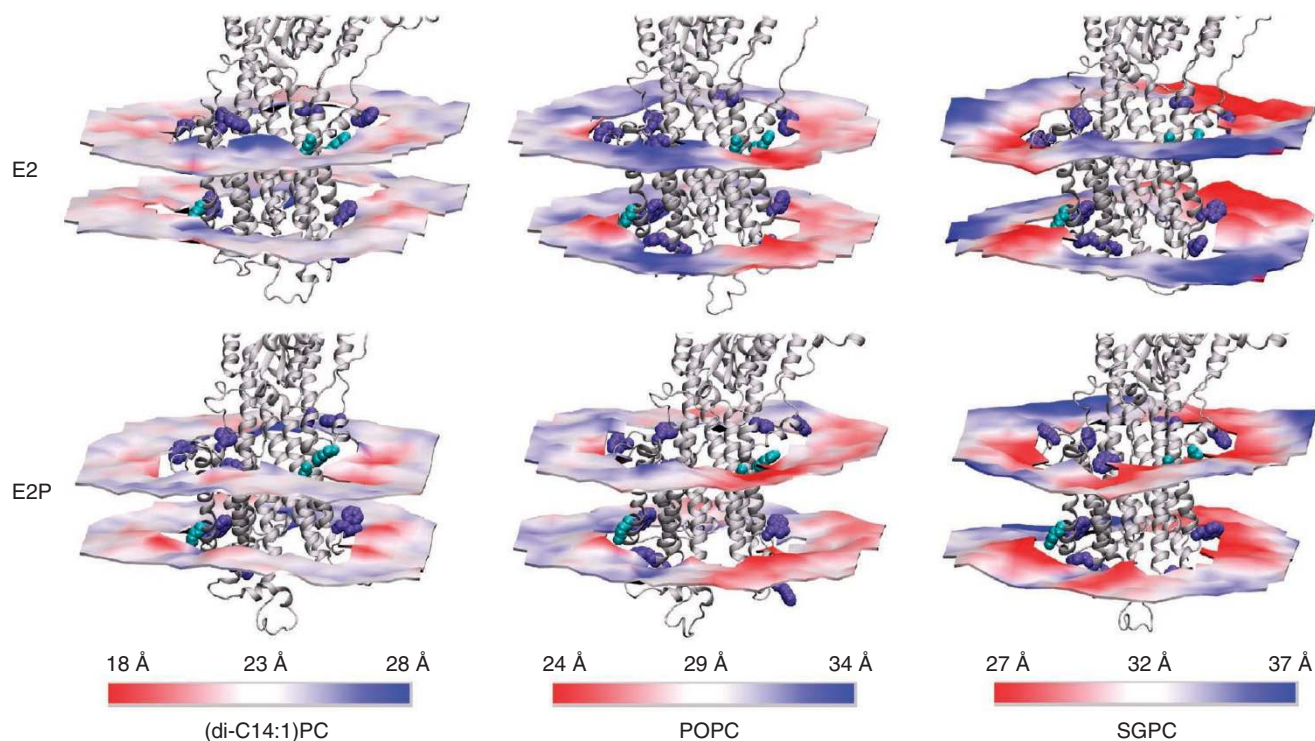 E2
E2P
18 Å 23 Å 28 Å
24 Å 29 Å 34 Å
27 Å 32 Å 37 Å
(di-C14:1)PC
POPC
SGPC